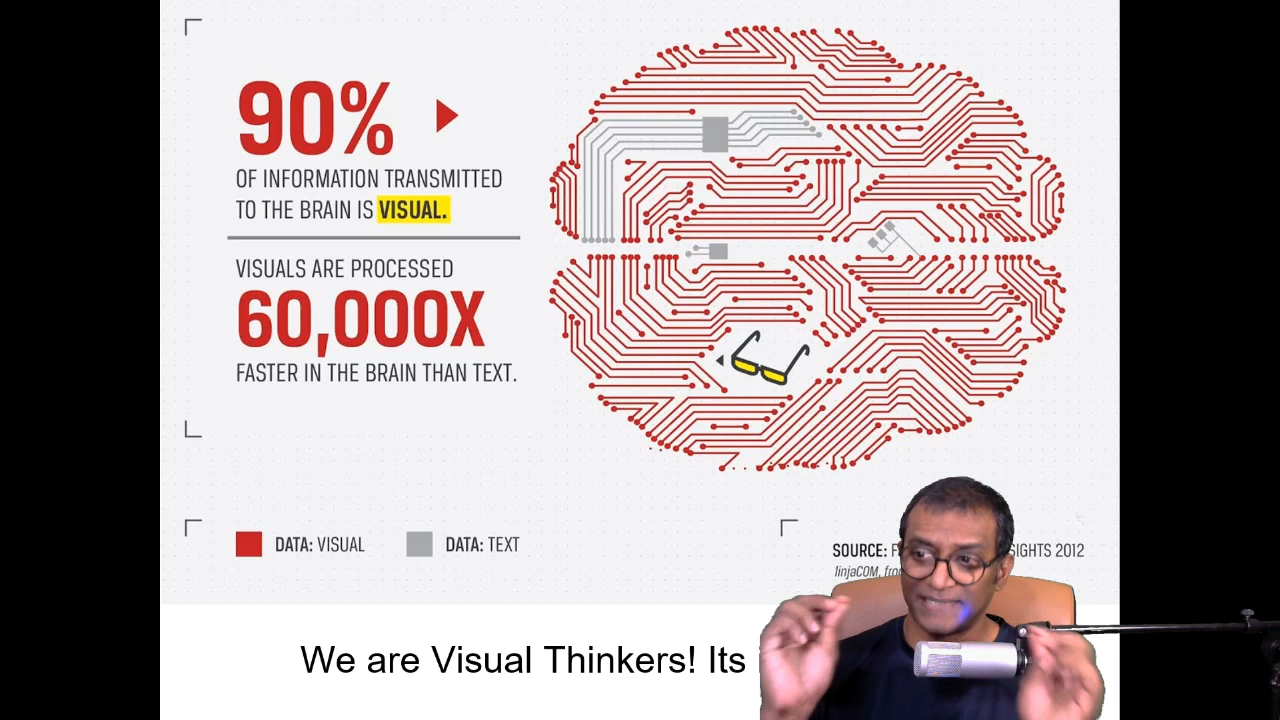 90%
OF INFORMATION TRANSMITTED
TO THE BRAIN IS VISUAL.
VISUALS ARE PROCESSED
60,000X
FASTER IN THE BRAIN THAN TEXT.
DATA: VISUAL
DATA: TEXT
SOURCE: SIGHTS 2012
We are Visual Thinkers! Its